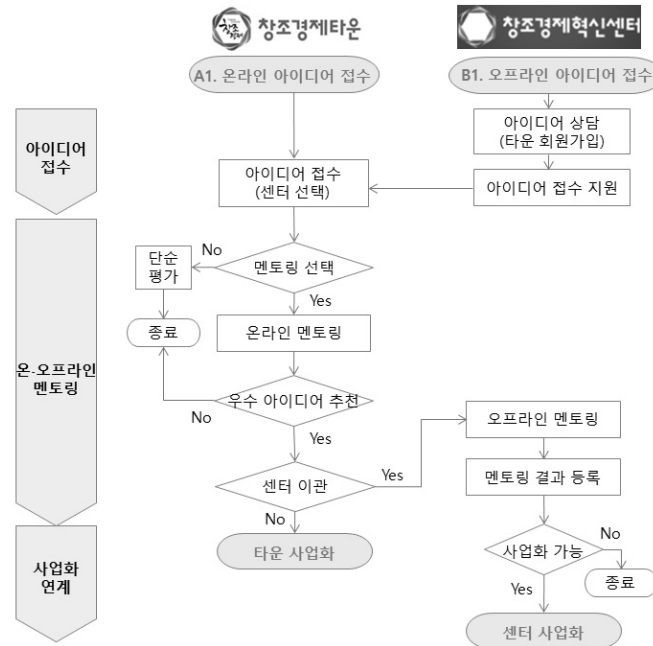 창조경제타운
창조경제혁신센터
A1. 온라인 아이디어 접수
B1. 오프라인 아이디어 접수
아이디어
접수
아이디어 상담
(타운 회원가입)
아이디어 접수
(센터 선택)
아이디어 접수 지원
온·오프라인
멘토링
단순
평가
No
멘토링 선택
Yes
종료
온라인 멘토링
우수 아이디어 추천
No
Yes
오프라인 멘토링
센터 이관
Yes
멘토링 결과 등록
No
타운 사업화
사업화
연계
사업화 가능
No
종료
Yes
센터 사업화